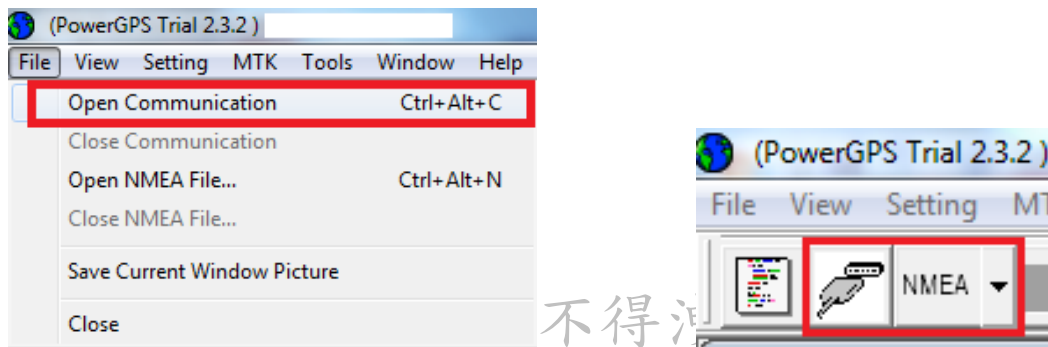 (PowerGPS Trial 2.3.2 )
File View Setting MTK Tools Window Help
Open Communication Ctrl+Alt+C
Close Communication
Open NMEA File... Ctrl+Alt+N
Close NMEA File...
Save Current Window Picture
Close
(PowerGPS Trial 2.3.2 )
File View Setting
NMEA
不得